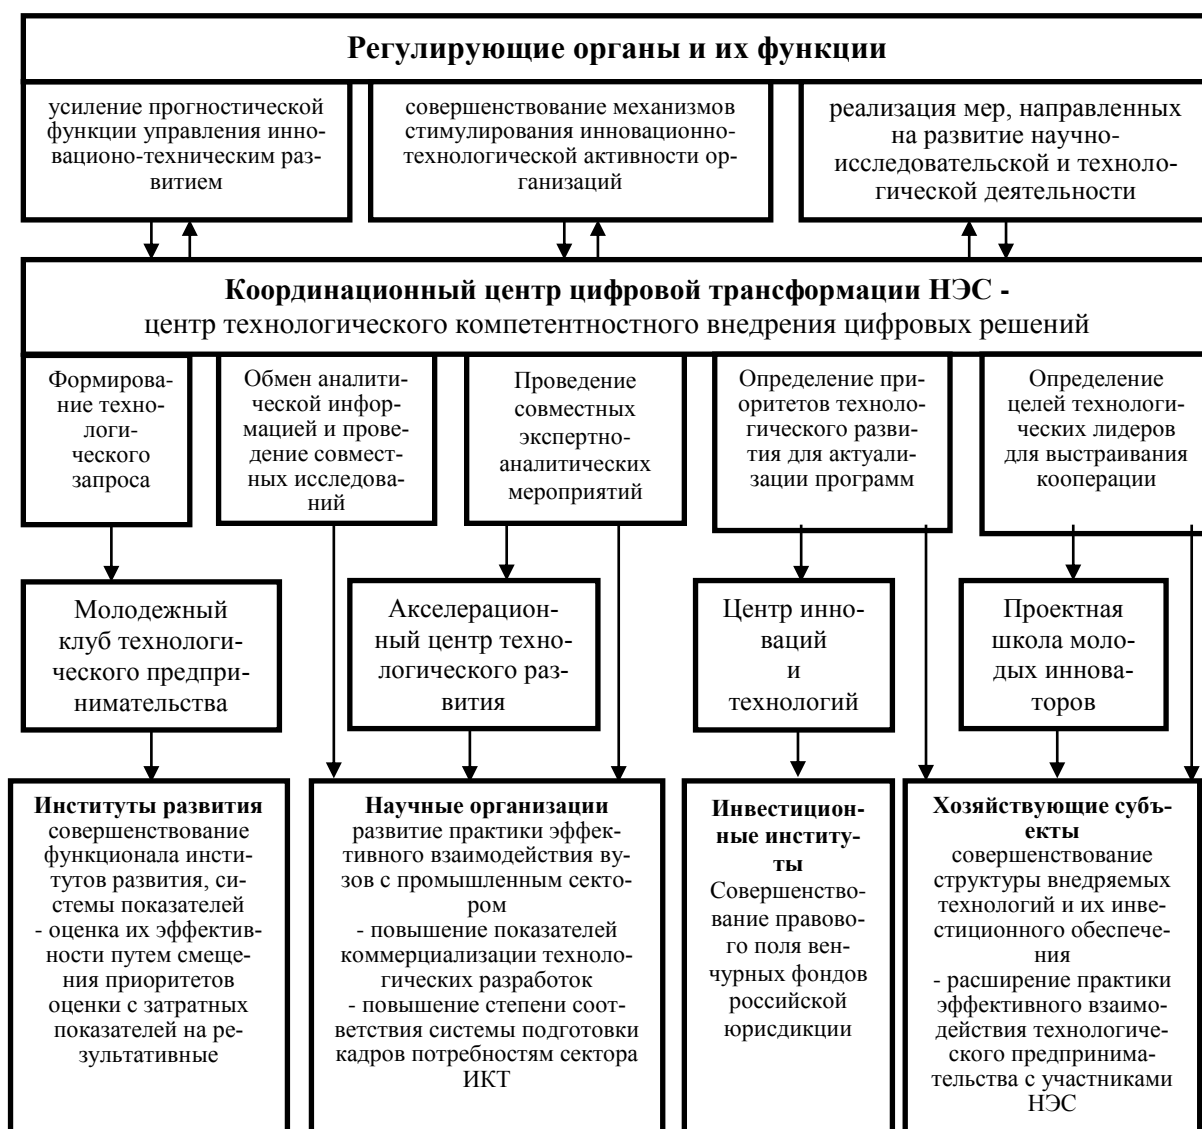 Регулирующие органы и их функции
усиление прогностической
функции управления инно-
вационо-техническим раз-
витием
совершенствование механизмов
стимулирования инновационно-
технологической активности ор-
ганизаций
реализация мер, направленных
на развитие научно-
исследовательской и техноло-
гической деятельности
Координационный центр цифровой трансформации НЭС -
центр технологического компетентностного внедрения цифровых решений
Формирова-
ние техно-
логи-
ческого
запроса
Обмен аналити-
ческой инфор-
мацией и прове-
дение совмест-
ных исследова-
ний
Проведение
совместных
экспертно-
аналитических
мероприятий
Определение при-
оритетов техноло-
гического разви-
тия для актуали-
зации программ
Определение
целей технологи-
ческих лидеров
для выстраивания
кооперации
Молодежный
клуб технологи-
ческого предпри-
нимательства
Акселерацион-
ный центр техно-
логического раз-
вития
Центр инно-
ваций
и
технологий
Проектная
школа моло-
дых иннова-
торов
Институты развития
совершенствование
функционала инсти-
тутов развития, си-
стемы показателей
- оценка их эффектив-
ности путем смеще-
ния приоритетов
оценки с затратных
показателей на ре-
зультативные
Научные организации
развитие практики эффек-
тивного взаимодействия ву-
зов с промышленным секто-
ром
- повышение показателей
коммерциализации техноло-
гических разработок
- повышение степени соот-
ветствия системы подготовки
кадров потребностям сектора
ИКТ
Инвестицион-
ные институ-
ты
Совершенство-
вание правово-
го поля вен-
чурных фондов
российской
юрисдикции
Хозяйствующие субъ-
екты
совершенствование
структуры внедряемых
технологий и их инве-
стиционного обеспече-
ния
- расширение практики
эффективного взаимо-
действия технологиче-
ского предпринима-
тельства с участниками
НЭС